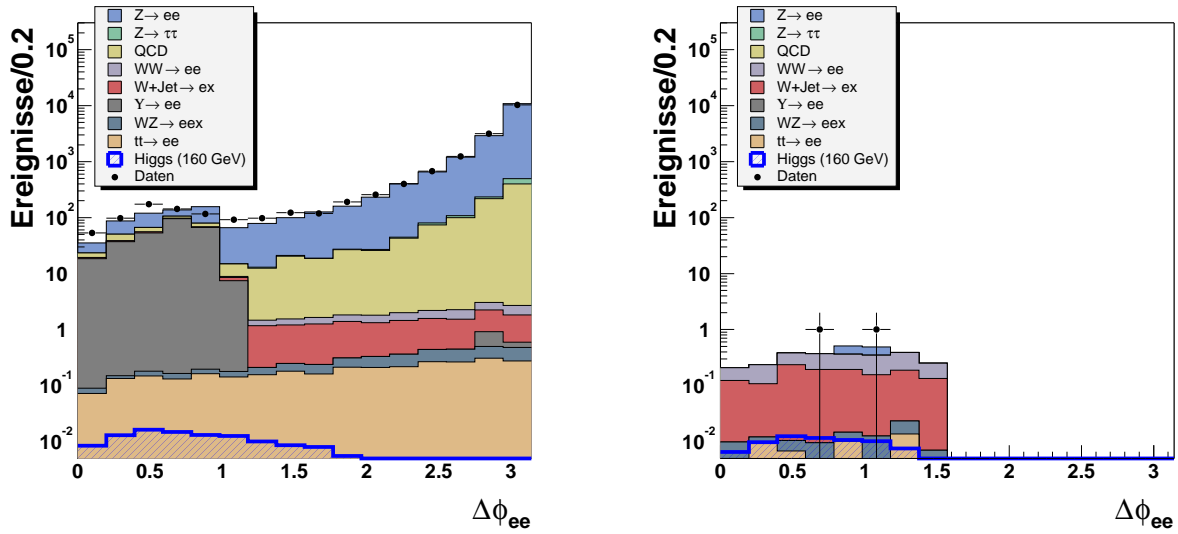 Ereignisse/0.2
Z→ ee
Z→ ττ
QCD
WW→ ee
W+Jet→ ex
Υ→ ee
WZ→ eex
tt→ ee
Higgs (160 GeV)
Daten
10^5
10^4
10^3
10^2
10
1
10^-1
10^-2
0 0.5 1 1.5 2 2.5 3
Δϕee
Ereignisse/0.2
Z→ ee
Z→ ττ
QCD
WW→ ee
W+Jet→ ex
Υ→ ee
WZ→ eex
tt→ ee
Higgs (160 GeV)
Daten
10^5
10^4
10^3
10^2
10
1
10^-1
10^-2
0 0.5 1 1.5 2 2.5 3
Δϕee